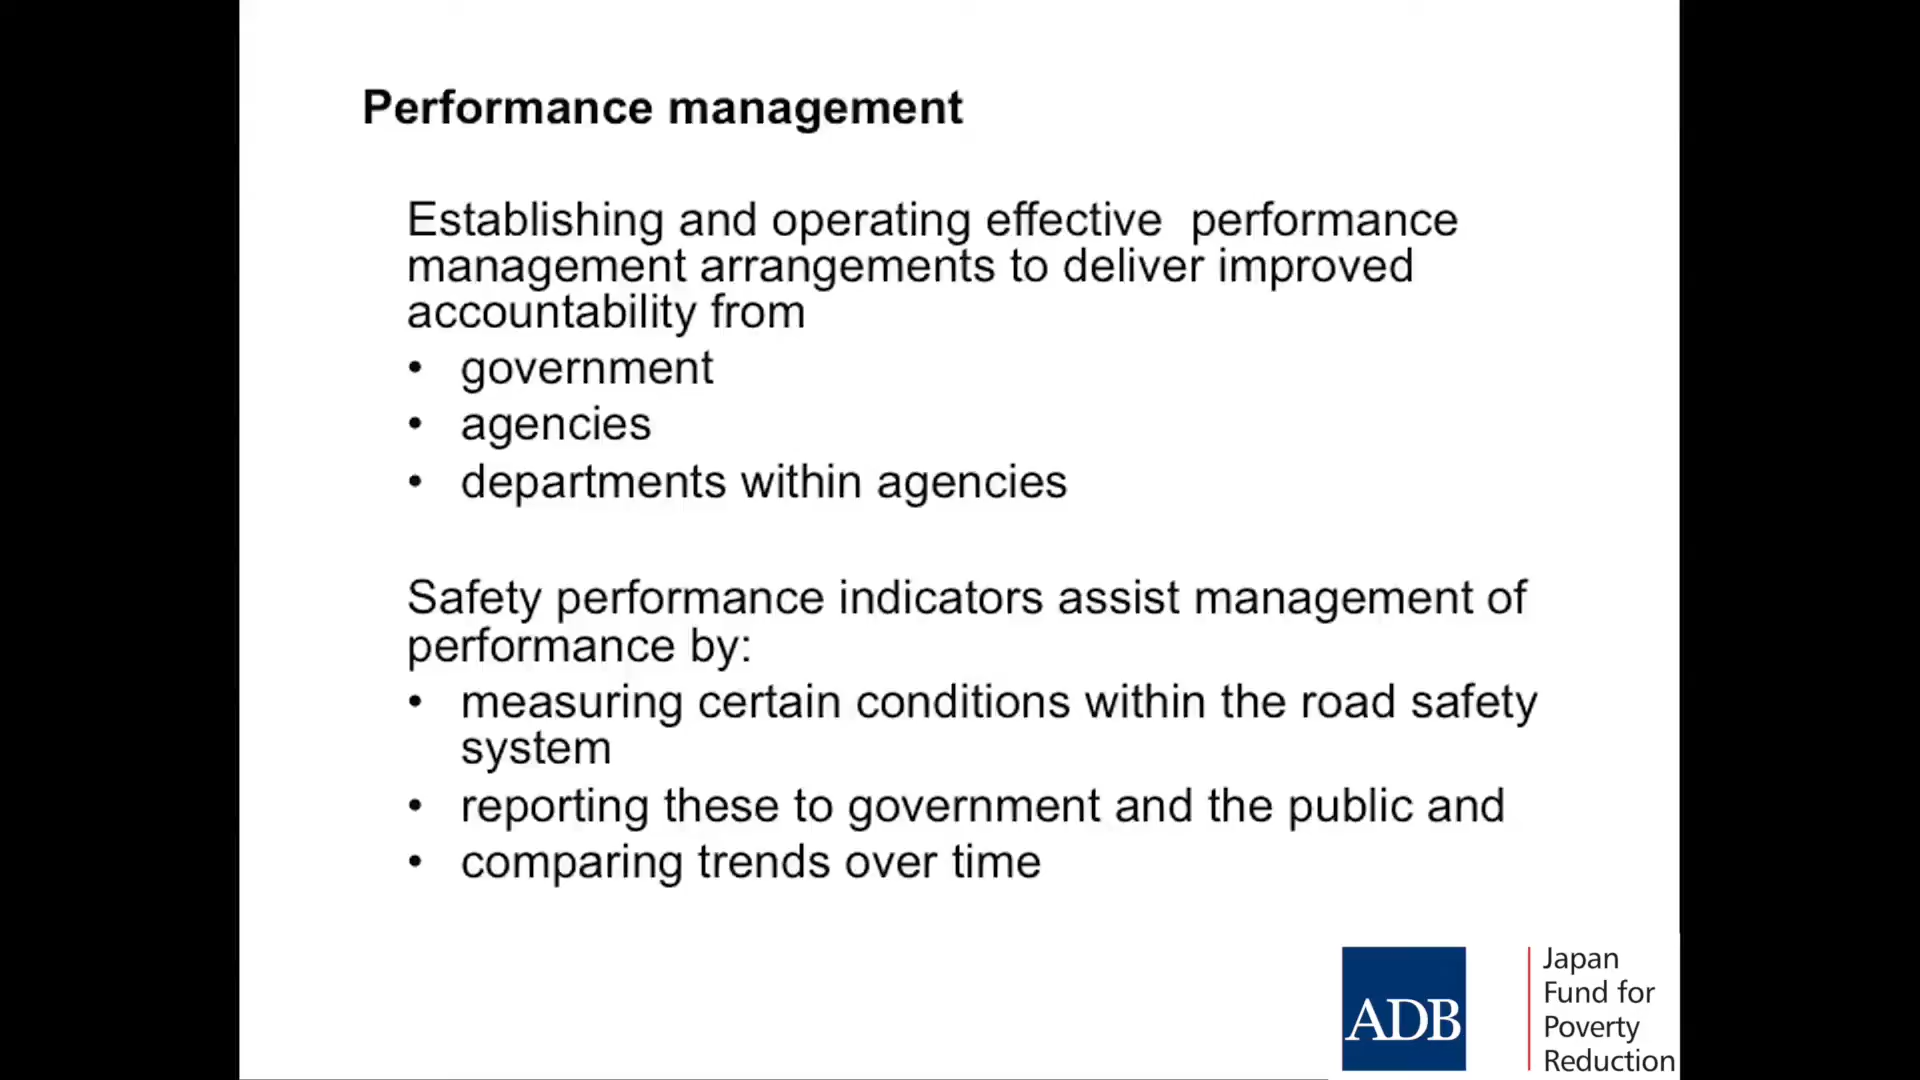 Performance management
Establishing and operating effective  performance
management arrangements to deliver improved
accountability from
• government
• agencies
• departments within agencies
Safety performance indicators assist management of
performance by:
• measuring certain conditions within the road safety
system
• reporting these to government and the public and
• comparing trends over time
ADB
Japan
Fund for
Poverty
Reduction